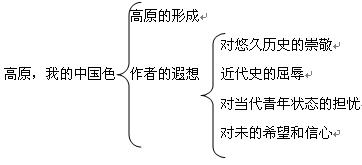 高原的形成
对悠久历史的崇敬
高原，我的中国色
作者的遐想
近代史的屈辱
对当代青年状态的担忧
对未的希望和信心